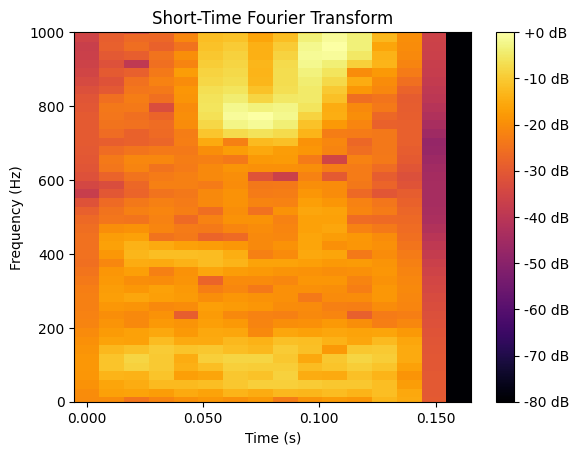 Short-Time Fourier Transform
1000
800
600
400
200
0
Frequency (Hz)
0.000
0.050
0.100
0.150
Time (s)
+0 dB
-10 dB
-20 dB
-30 dB
-40 dB
-50 dB
-60 dB
-70 dB
-80 dB